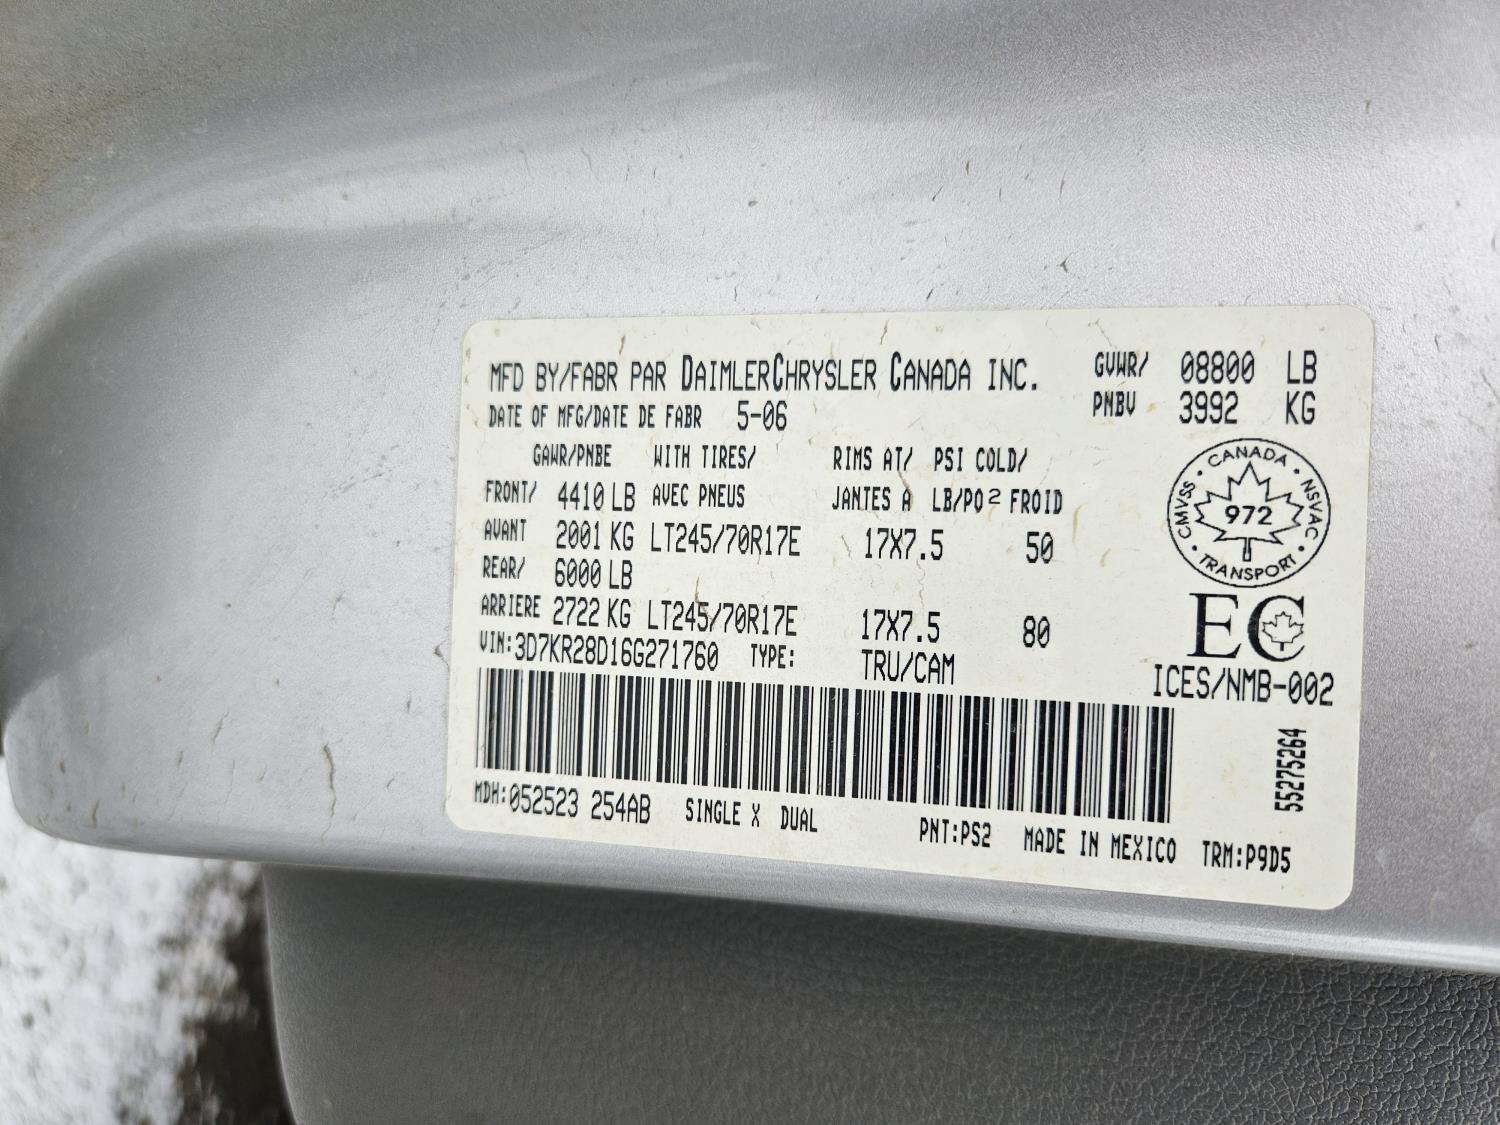 MFD BY/FABR PAR DAIMLERCHRYSLER CANADA INC. GVWR/ 08800 LB
DATE OF MFG/DATE DE FABR 5-06 PNBV 3992 KG
GAWR/PNBE WITH TIRES/ RIMS AT/ PSI COLD/
FRONT/ 4410 LB AVEC PNEUS JANTES A LB/PO² FROID
AVANT 2001 KG LT245/70R17E 17X7.5 50
REAR/ 6000 LB
ARRIERE 2722 KG LT245/70R17E 17X7.5 80
VIN:3D7KR28D16G271760 TYPE: TRU/CAM
CANADA
CMVSS 972 NSVAC
TRANSPORT
EC
ICES/NMB-002
55275264
MDH:052523 254AB SINGLE X DUAL PNT:PS2 MADE IN MEXICO TRM:P9D5